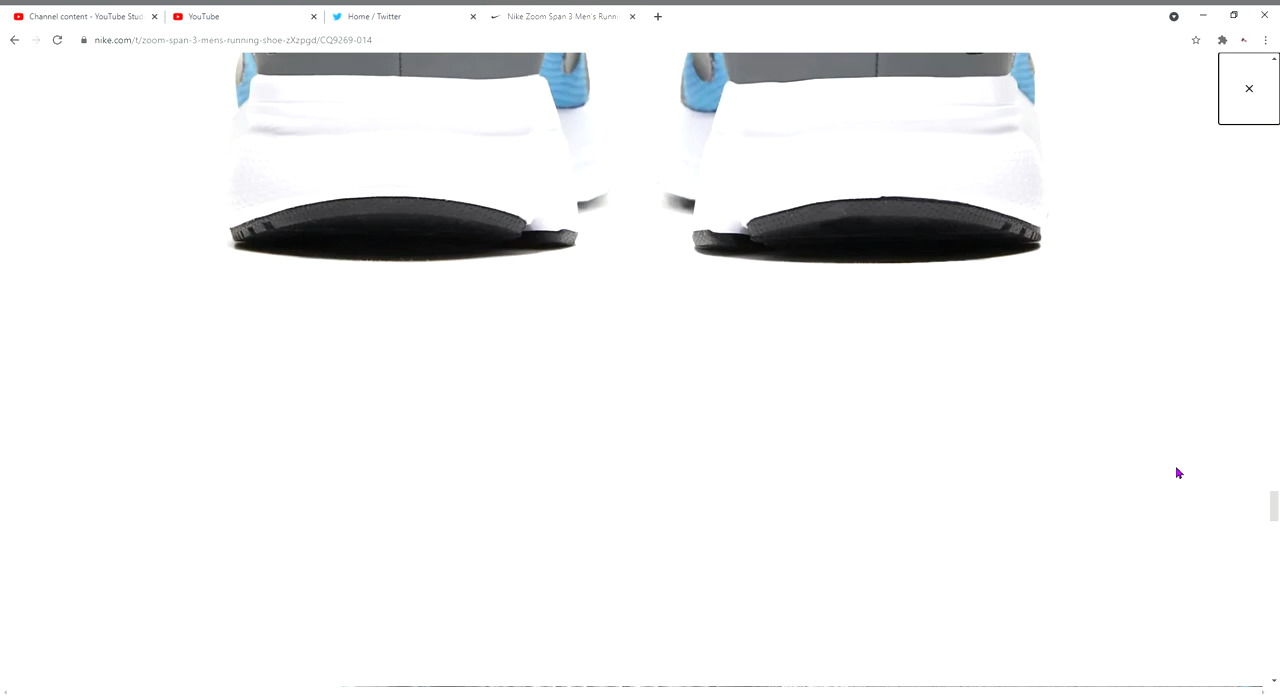 Channel content - YouTube Stud
YouTube
Home / Twitter
Nike Zoom Span 3 Men's Runni
nike.com/t/zoom-span-3-mens-running-shoe-zXzpgd/CQ9269-014